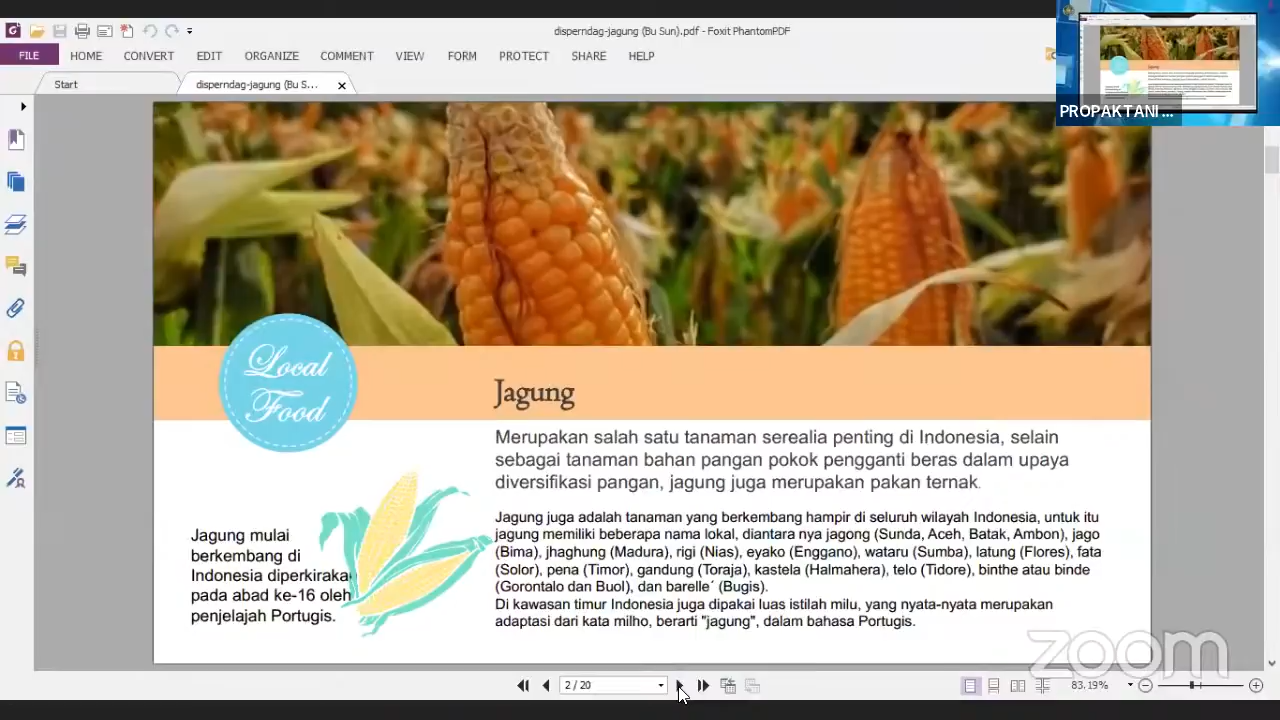 disperndag-jagung (Bu Sun).pdf - Foxit PhantomPDF
FILE HOME CONVERT EDIT ORGANIZE COMMENT VIEW FORM PROTECT SHARE HELP
Start disperndag-jagung (Bu S...
PROPAKTANI ...
Local
Food
Jagung
Merupakan salah satu tanaman serealia penting di Indonesia, selain
sebagai tanaman bahan pangan pokok pengganti beras dalam upaya
diversifikasi pangan, jagung juga merupakan pakan ternak.
Jagung mulai
berkembang di
Indonesia diperkirakan
pada abad ke-16 oleh
penjelajah Portugis.
Jagung juga adalah tanaman yang berkembang hampir di seluruh wilayah Indonesia, untuk itu
jagung memiliki beberapa nama lokal, diantara nya jagong (Sunda, Aceh, Batak, Ambon), jago
(Bima), jhaghung (Madura), rigi (Nias), eyako (Enggano), wataru (Sumba), latung (Flores), fata
(Solor), pena (Timor), gandung (Toraja), kastela (Halmahera), telo (Tidore), binthe atau binde
(Gorontalo dan Buol), dan barelle´ (Bugis).
Di kawasan timur Indonesia juga dipakai luas istilah milu, yang nyata-nyata merupakan
adaptasi dari kata milho, berarti "jagung", dalam bahasa Portugis.
zoom
2 / 20
83.19%